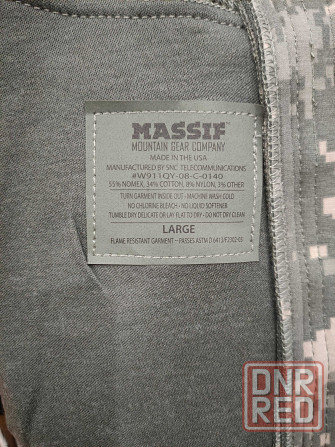 MASSIF
MOUNTAIN GEAR COMPANY
MADE IN THE USA
MANUFACTURED BY SNC TELECOMMUNICATIONS
#W911QY-08-C-0140
55% NOMEX, 34% COTTON, 8% NYLON, 3% OTHER
TURN GARMENT INSIDE OUT - MACHINE WASH COLD
NO CHLORINE BLEACH - NO LIQUID SOFTENER
TUMBLE DRY DELICATE OR LAY FLAT TO DRY - DO NOT DRY CLEAN
LARGE
FLAME RESISTANT GARMENT - PASSES ASTM D 6413/F2302-03
DNR
RED